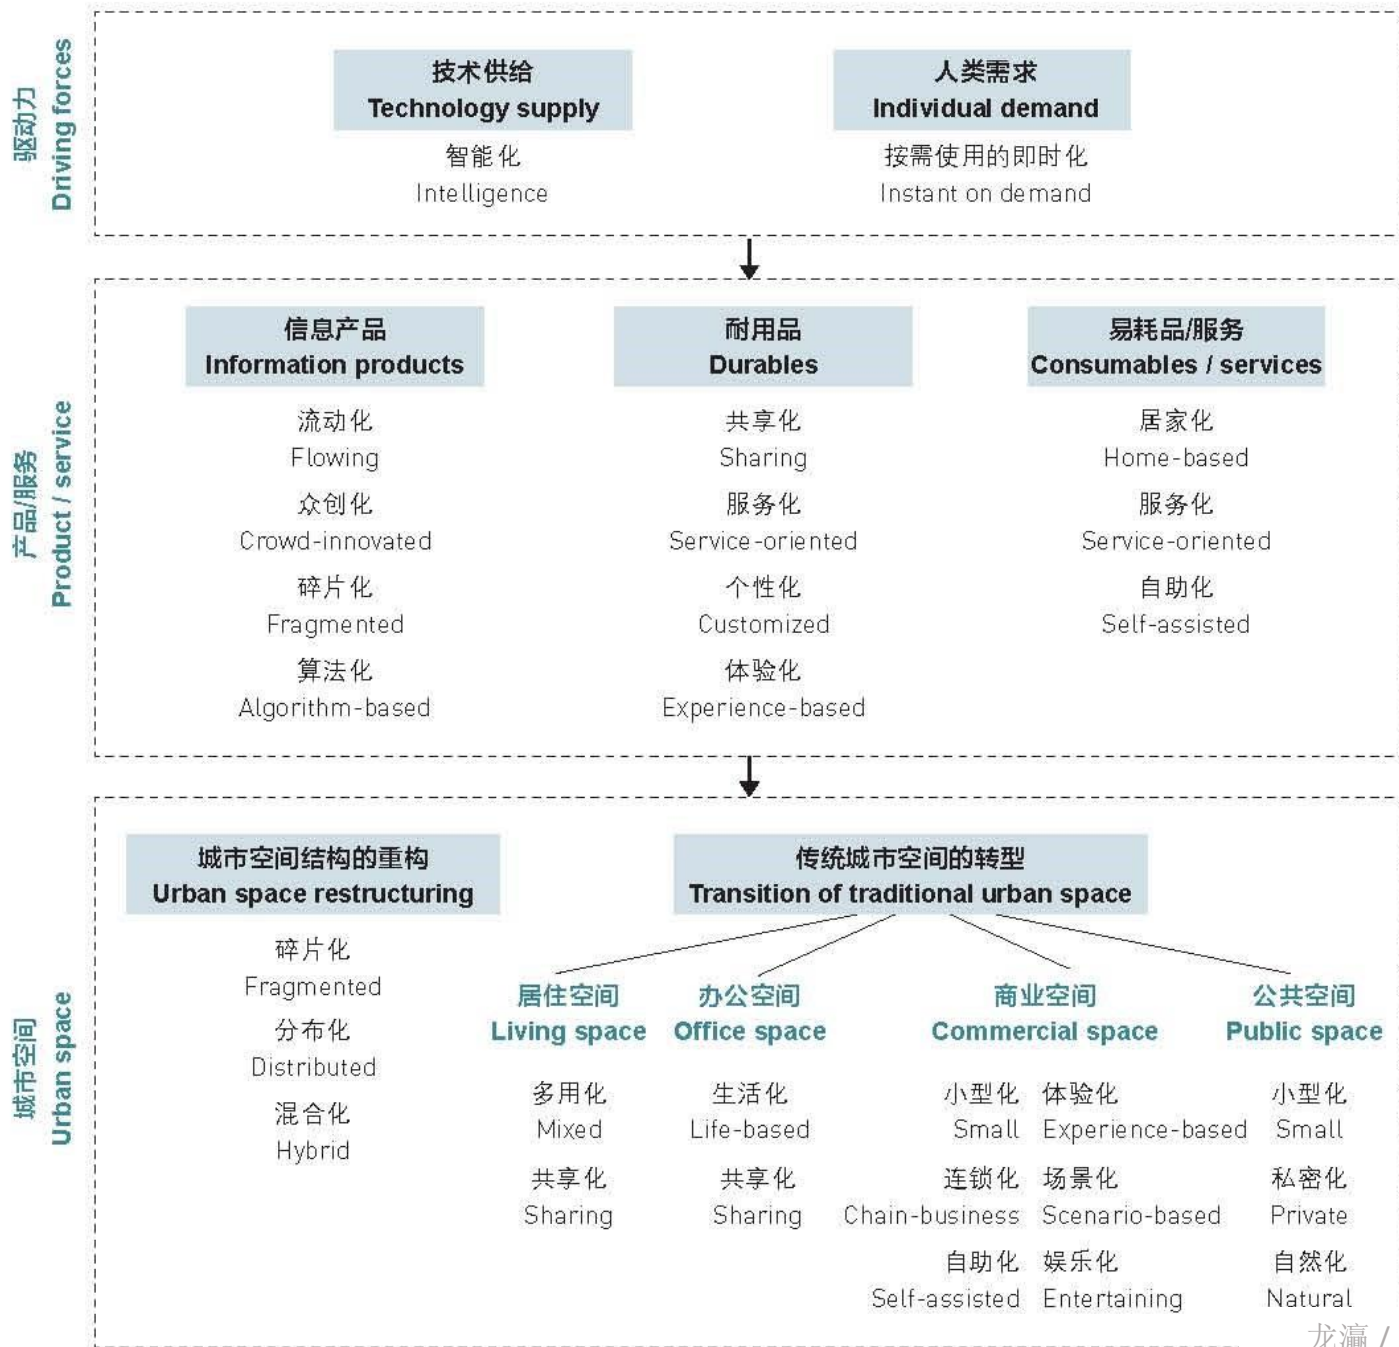 驱动力
Driving forces
技术供给
Technology supply
智能化
Intelligence
人类需求
Individual demand
按需使用的即时化
Instant on demand
产品/服务
Product / service
信息产品
Information products
流动化
Flowing
众创化
Crowd-innovated
碎片化
Fragmented
算法化
Algorithm-based
耐用品
Durables
共享化
Sharing
服务化
Service-oriented
个性化
Customized
体验化
Experience-based
易耗品/服务
Consumables / services
居家化
Home-based
服务化
Service-oriented
自助化
Self-assisted
城市空间
Urban space
城市空间结构的重构
Urban space restructuring
碎片化
Fragmented
分布化
Distributed
混合化
Hybrid
传统城市空间的转型
Transition of traditional urban space
居住空间
Living space
多用化
Mixed
共享化
Sharing
办公空间
Office space
生活化
Life-based
共享化
Sharing
商业空间
Commercial space
小型化 体验化
Small Experience-based
连锁化 场景化
Chain-business Scenario-based
自助化 娱乐化
Self-assisted Entertaining
公共空间
Public space
小型化
Small
私密化
Private
自然化
Natural
龙瀛 /